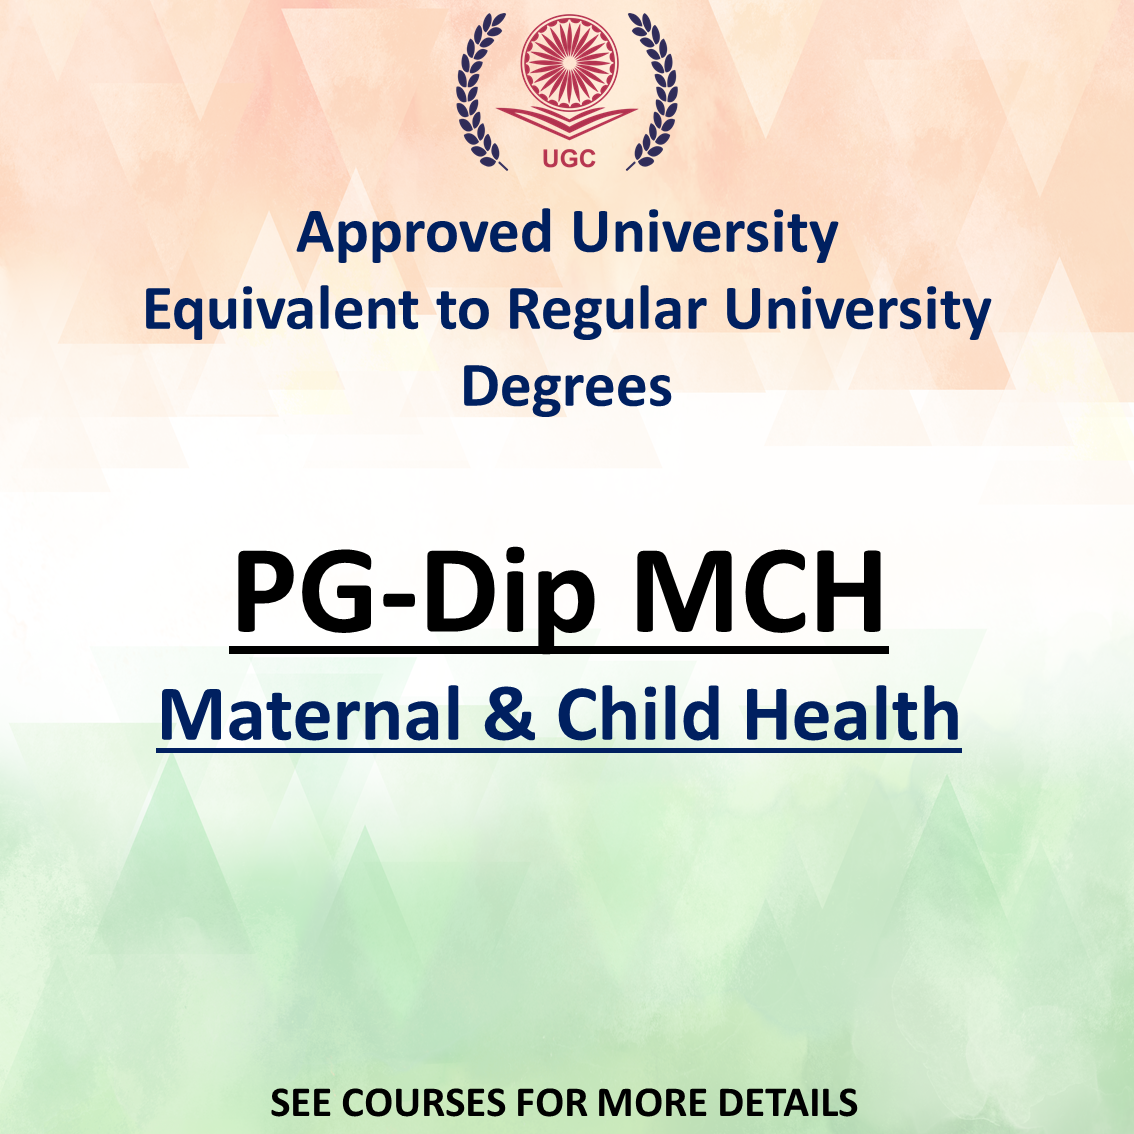 UGC
Approved University
Equivalent to Regular University
Degrees
PG-Dip MCH
Maternal & Child Health
SEE COURSES FOR MORE DETAILS